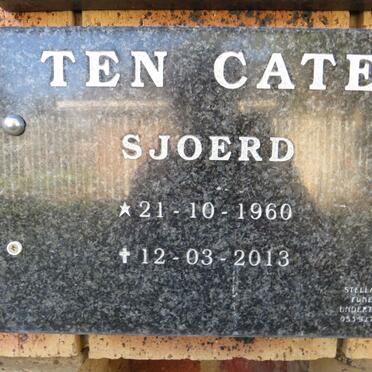 TEN CATE
SJOERD
★ 21 - 10 - 1960
✝ 12 - 03 - 2013